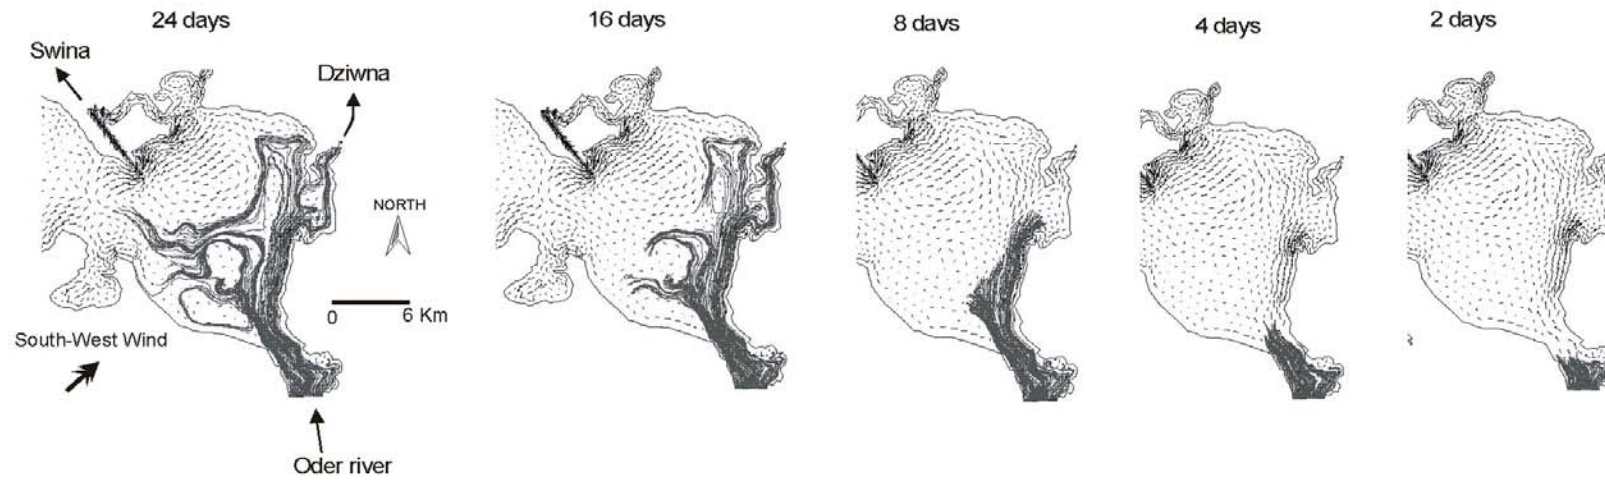 24 days
16 days
8 davs
4 days
2 days
Swina
Dziwna
NORTH
0 6 Km
South-West Wind
Oder river